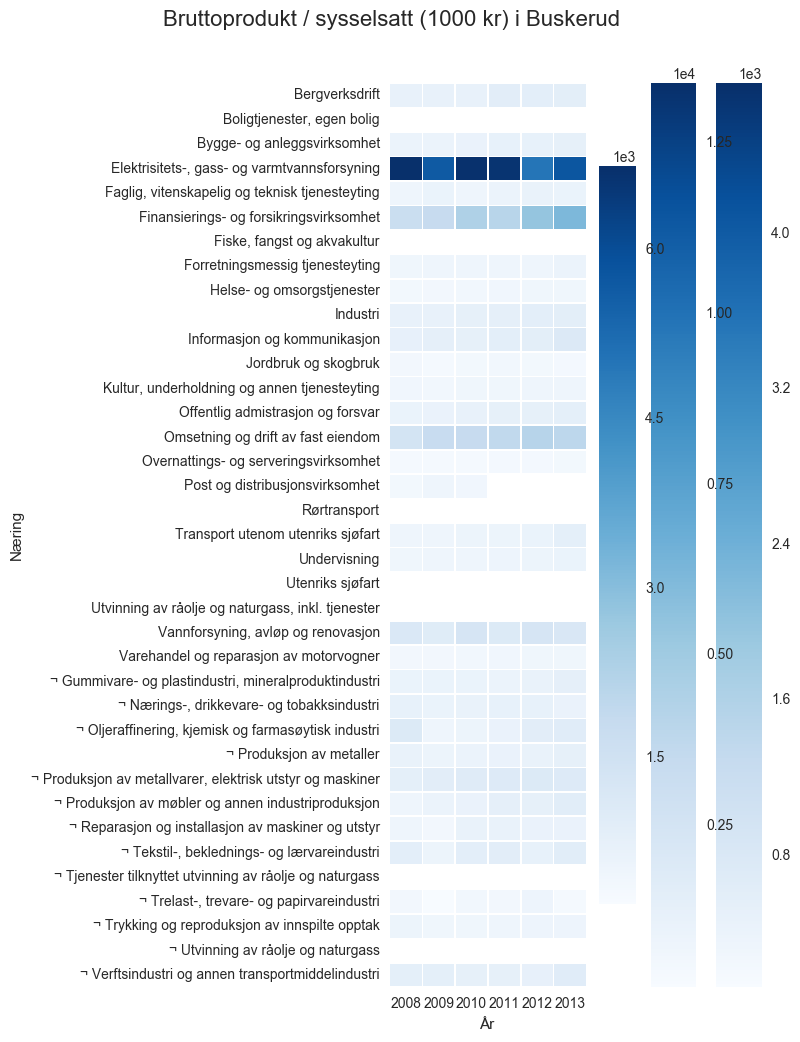 Bruttoprodukt / sysselsatt (1000 kr) i Buskerud
Næring
Bergverksdrift
Boligtjenester, egen bolig
Bygge- og anleggsvirksomhet
Elektrisitets-, gass- og varmtvannsforsyning
Faglig, vitenskapelig og teknisk tjenesteyting
Finansierings- og forsikringsvirksomhet
Fiske, fangst og akvakultur
Forretningsmessig tjenesteyting
Helse- og omsorgstjenester
Industri
Informasjon og kommunikasjon
Jordbruk og skogbruk
Kultur, underholdning og annen tjenesteyting
Offentlig admistrasjon og forsvar
Omsetning og drift av fast eiendom
Overnattings- og serveringsvirksomhet
Post og distribusjonsvirksomhet
Rørtransport
Transport utenom utenriks sjøfart
Undervisning
Utenriks sjøfart
Utvinning av råolje og naturgass, inkl. tjenester
Vannforsyning, avløp og renovasjon
Varehandel og reparasjon av motorvogner
¬ Gummivare- og plastindustri, mineralproduktindustri
¬ Nærings-, drikkevare- og tobakksindustri
¬ Oljeraffinering, kjemisk og farmasøytisk industri
¬ Produksjon av metaller
¬ Produksjon av metallvarer, elektrisk utstyr og maskiner
¬ Produksjon av møbler og annen industriproduksjon
¬ Reparasjon og installasjon av maskiner og utstyr
¬ Tekstil-, beklednings- og lærvareindustri
¬ Tjenester tilknyttet utvinning av råolje og naturgass
¬ Trelast-, trevare- og papirvareindustri
¬ Trykking og reproduksjon av innspilte opptak
¬ Utvinning av råolje og naturgass
¬ Verftsindustri og annen transportmiddelindustri
2008 2009 2010 2011 2012 2013
År
1e3
6.0
4.5
3.0
1.5
1e4
1.25
1.00
0.75
0.50
0.25
1e3
4.0
3.2
2.4
1.6
0.8